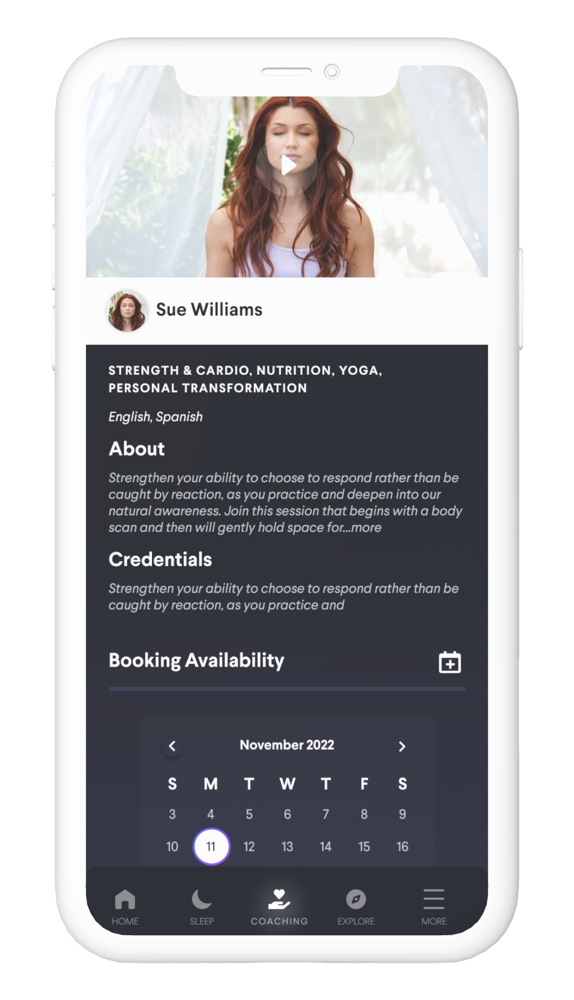 Sue Williams
STRENGTH & CARDIO, NUTRITION, YOGA,
PERSONAL TRANSFORMATION
English, Spanish
About
Strengthen your ability to choose to respond rather than be
caught by reaction, as you practice and deepen into our
natural awareness. Join this session that begins with a body
scan and then will gently hold space for...more
Credentials
Strengthen your ability to choose to respond rather than be
caught by reaction, as you practice and
Booking Availability
November 2022
S M T W T F S
3 4 5 6 7 8 9
10 11 12 13 14 15 16
HOME SLEEP COACHING EXPLORE MORE